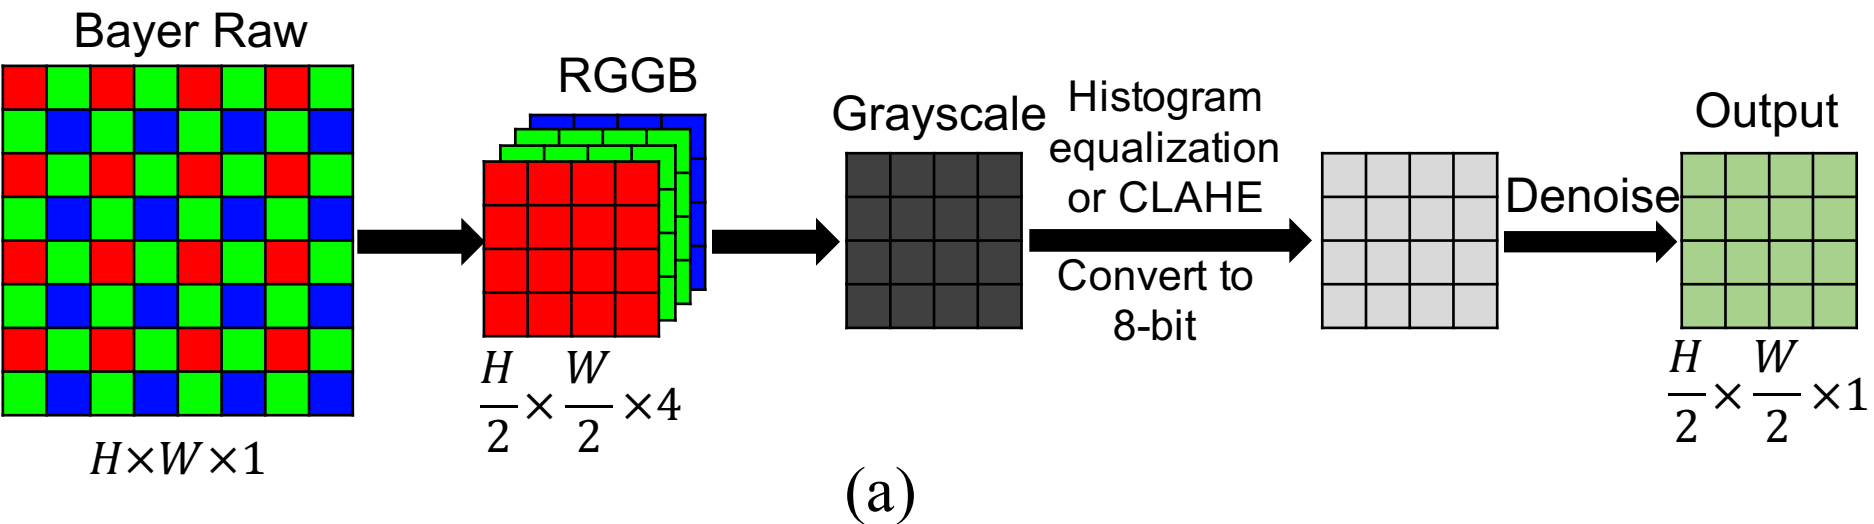 Bayer Raw
H×W×1
RGGB
H/2 × W/2 ×4
Grayscale
Histogram
equalization
or CLAHE
Convert to
8-bit
Denoise
Output
H/2 × W/2 ×1
(a)